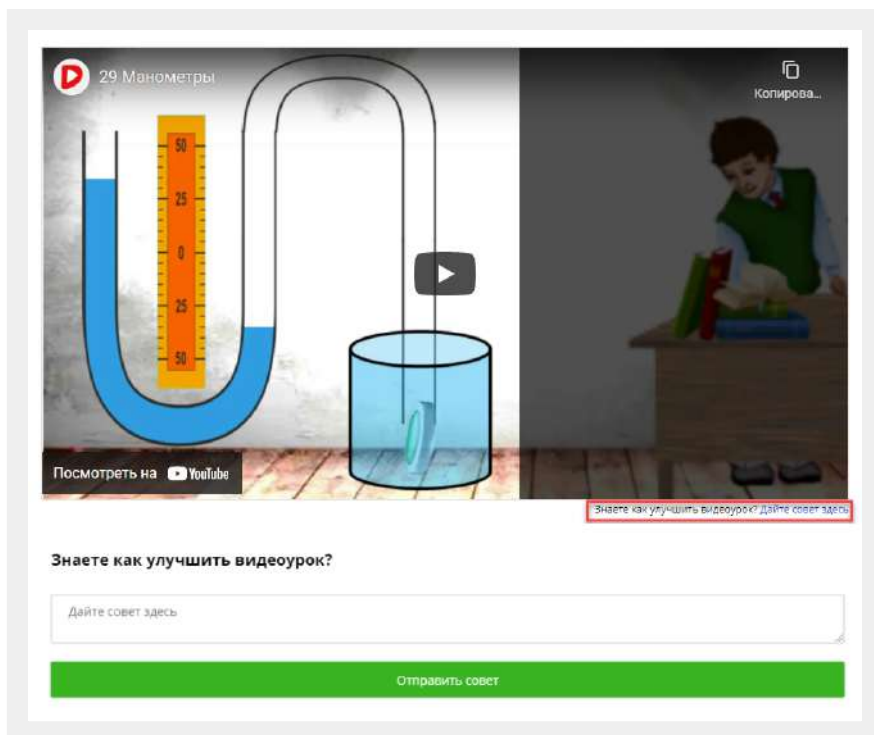 29 Манометры
Копирова...
50
25
0
25
50
Посмотреть на YouTube
Знаете как улучшить видеоурок? Дайте совет здесь
Знаете как улучшить видеоурок?
Дайте совет здесь
Отправить совет